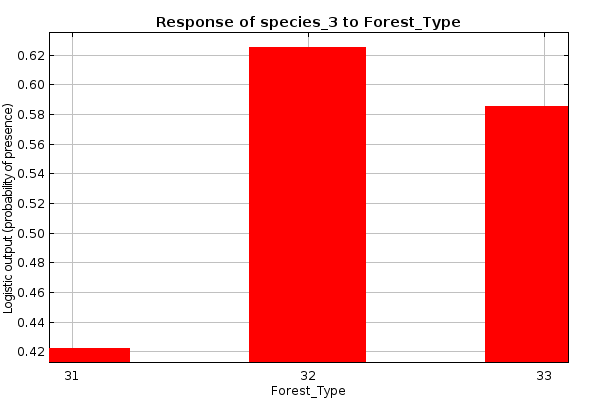 Response of species_3 to Forest_Type
Logistic output (probability of presence)
0.62
0.60
0.58
0.56
0.54
0.52
0.50
0.48
0.46
0.44
0.42
31 32 33
Forest_Type